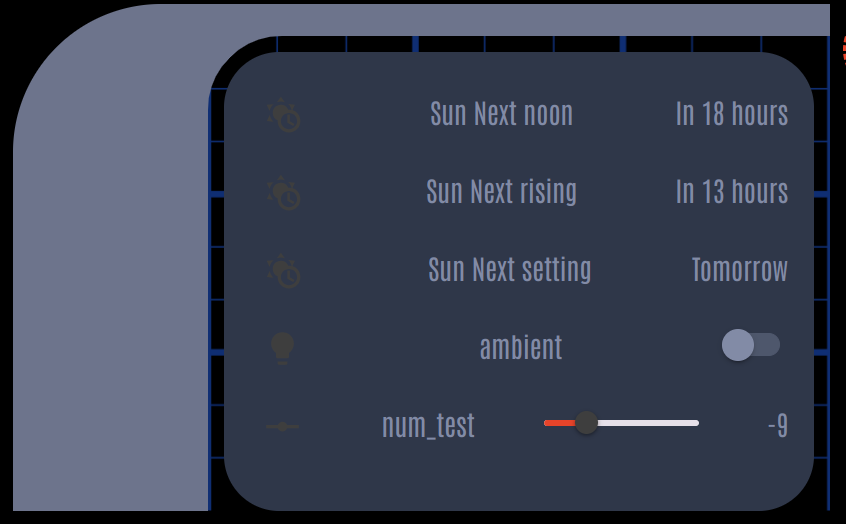 Sun Next noon In 18 hours
Sun Next rising In 13 hours
Sun Next setting Tomorrow
ambient
num_test -9